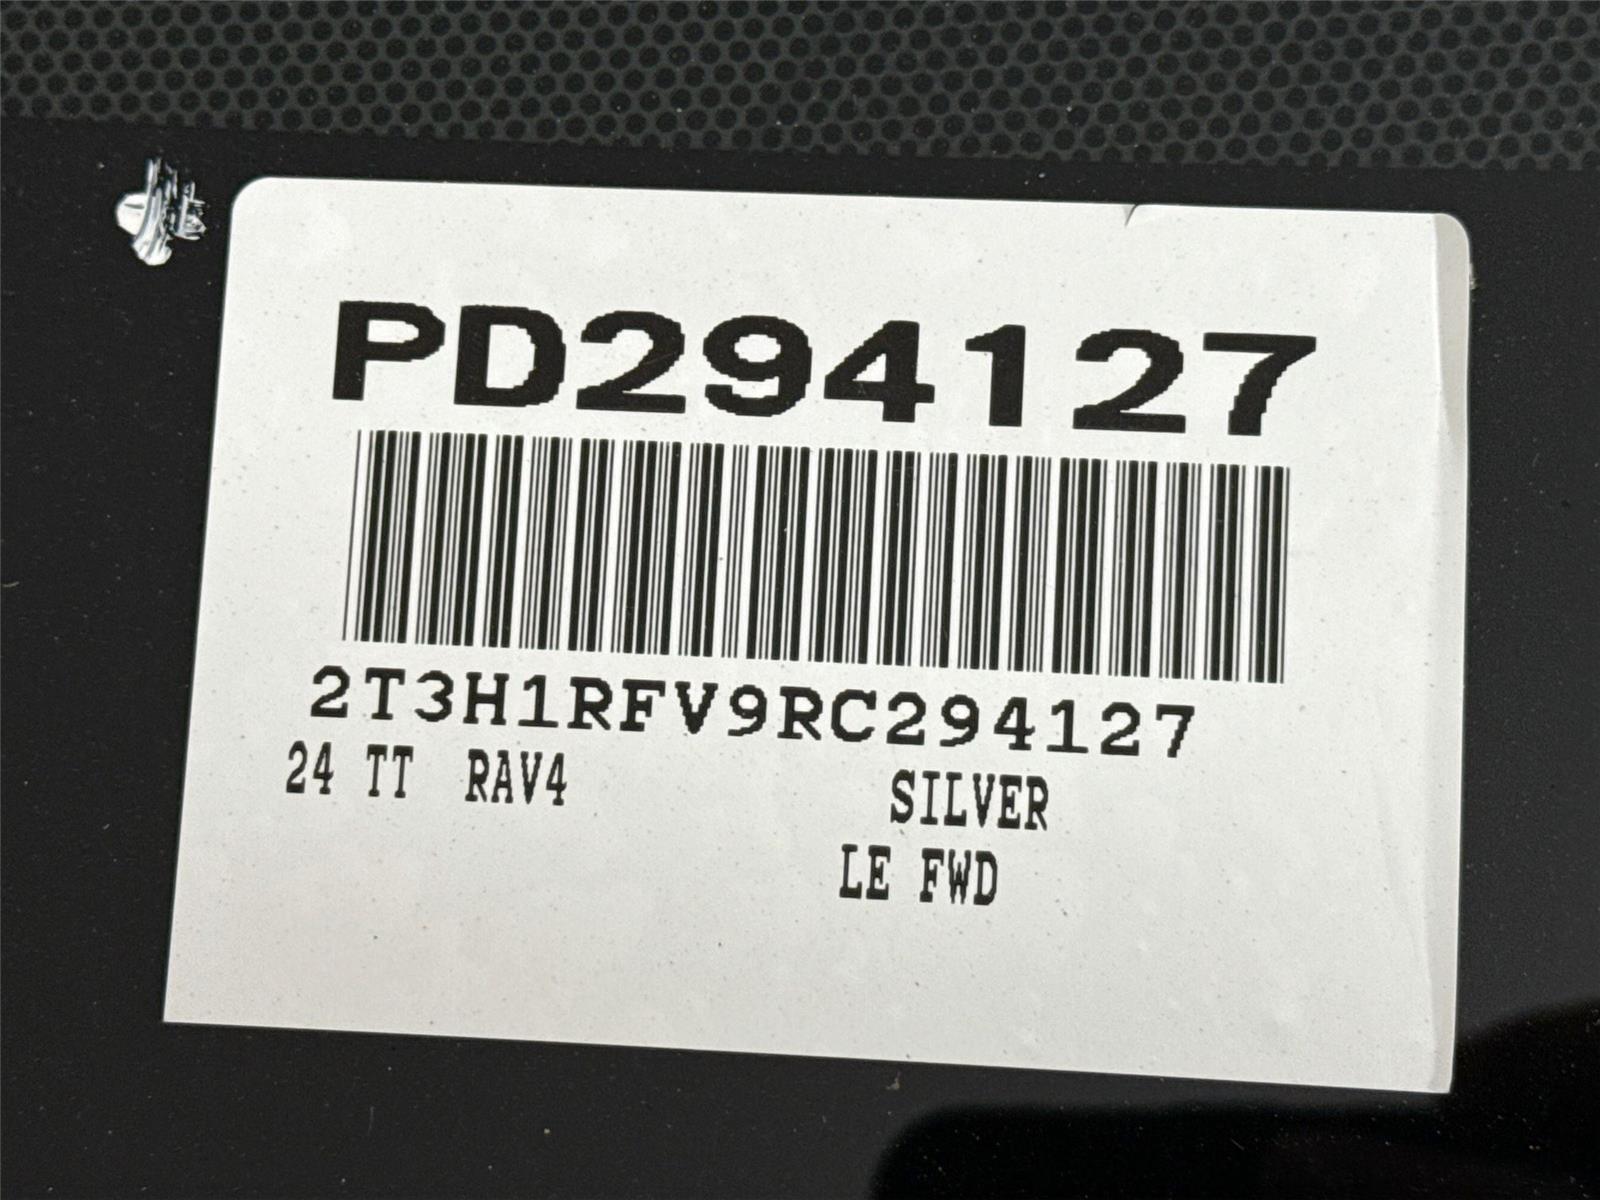 PD294127
2T3H1RFV9RC294127
24 TT RAV4 SILVER
LE FWD